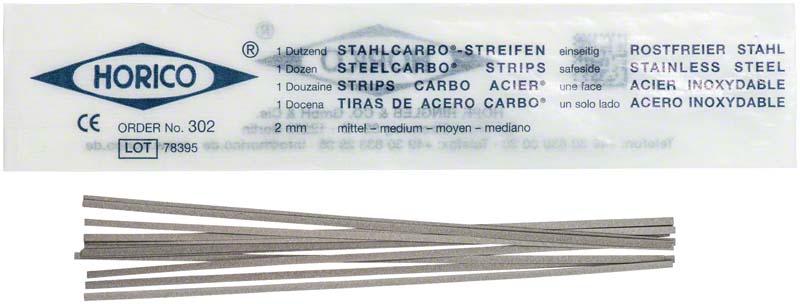 HORICO ®
1 Dutzend STAHLCARBO®-STREIFEN einseitig ROSTFREIER STAHL
1 Dozen STEELCARBO® STRIPS safeside STAINLESS STEEL
1 Douzaine STRIPS CARBO ACIER® une face ACIER INOXYDABLE
1 Docena TIRAS DE ACERO CARBO® un solo lado ACERO INOXYDABLE
CE ORDER No. 302 2 mm mittel – medium – moyen – mediano
LOT 78395